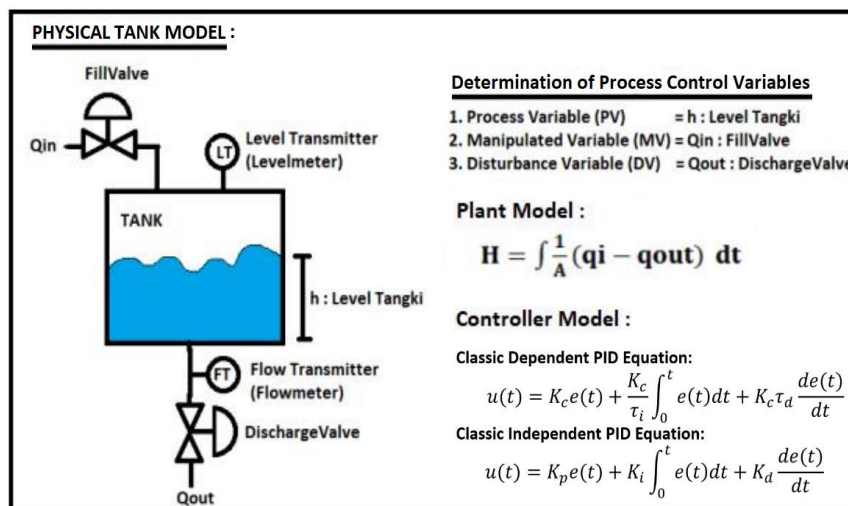 PHYSICAL TANK MODEL :
FillValve
Qin
Level Transmitter
(Levelmeter)
LT
TANK
h : Level Tangki
FT
Flow Transmitter
(Flowmeter)
DischargeValve
Qout
Determination of Process Control Variables
1. Process Variable (PV) = h : Level Tangki
2. Manipulated Variable (MV) = Qin : FillValve
3. Disturbance Variable (DV) = Qout : DischargeValve
Plant Model :
H = ∫ 1/A (qi − qout) dt
Controller Model :
Classic Dependent PID Equation:
u(t) = K_c e(t) + K_c/τ_i ∫_0^t e(t)dt + K_c τ_d de(t)/dt
Classic Independent PID Equation:
u(t) = K_p e(t) + K_i ∫_0^t e(t)dt + K_d de(t)/dt